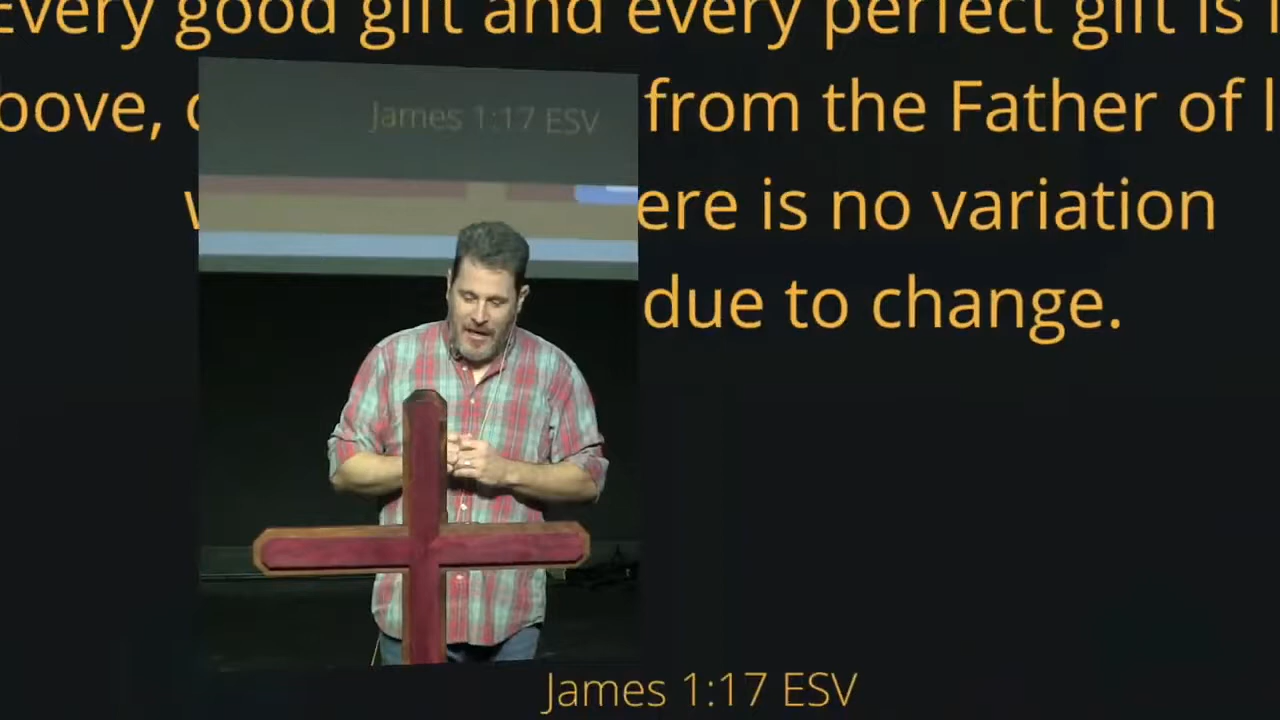 Every good gift and every perfect gift is
bove,
from the Father of
James 1:17 ESV
ere is no variation
due to change.
James 1:17 ESV